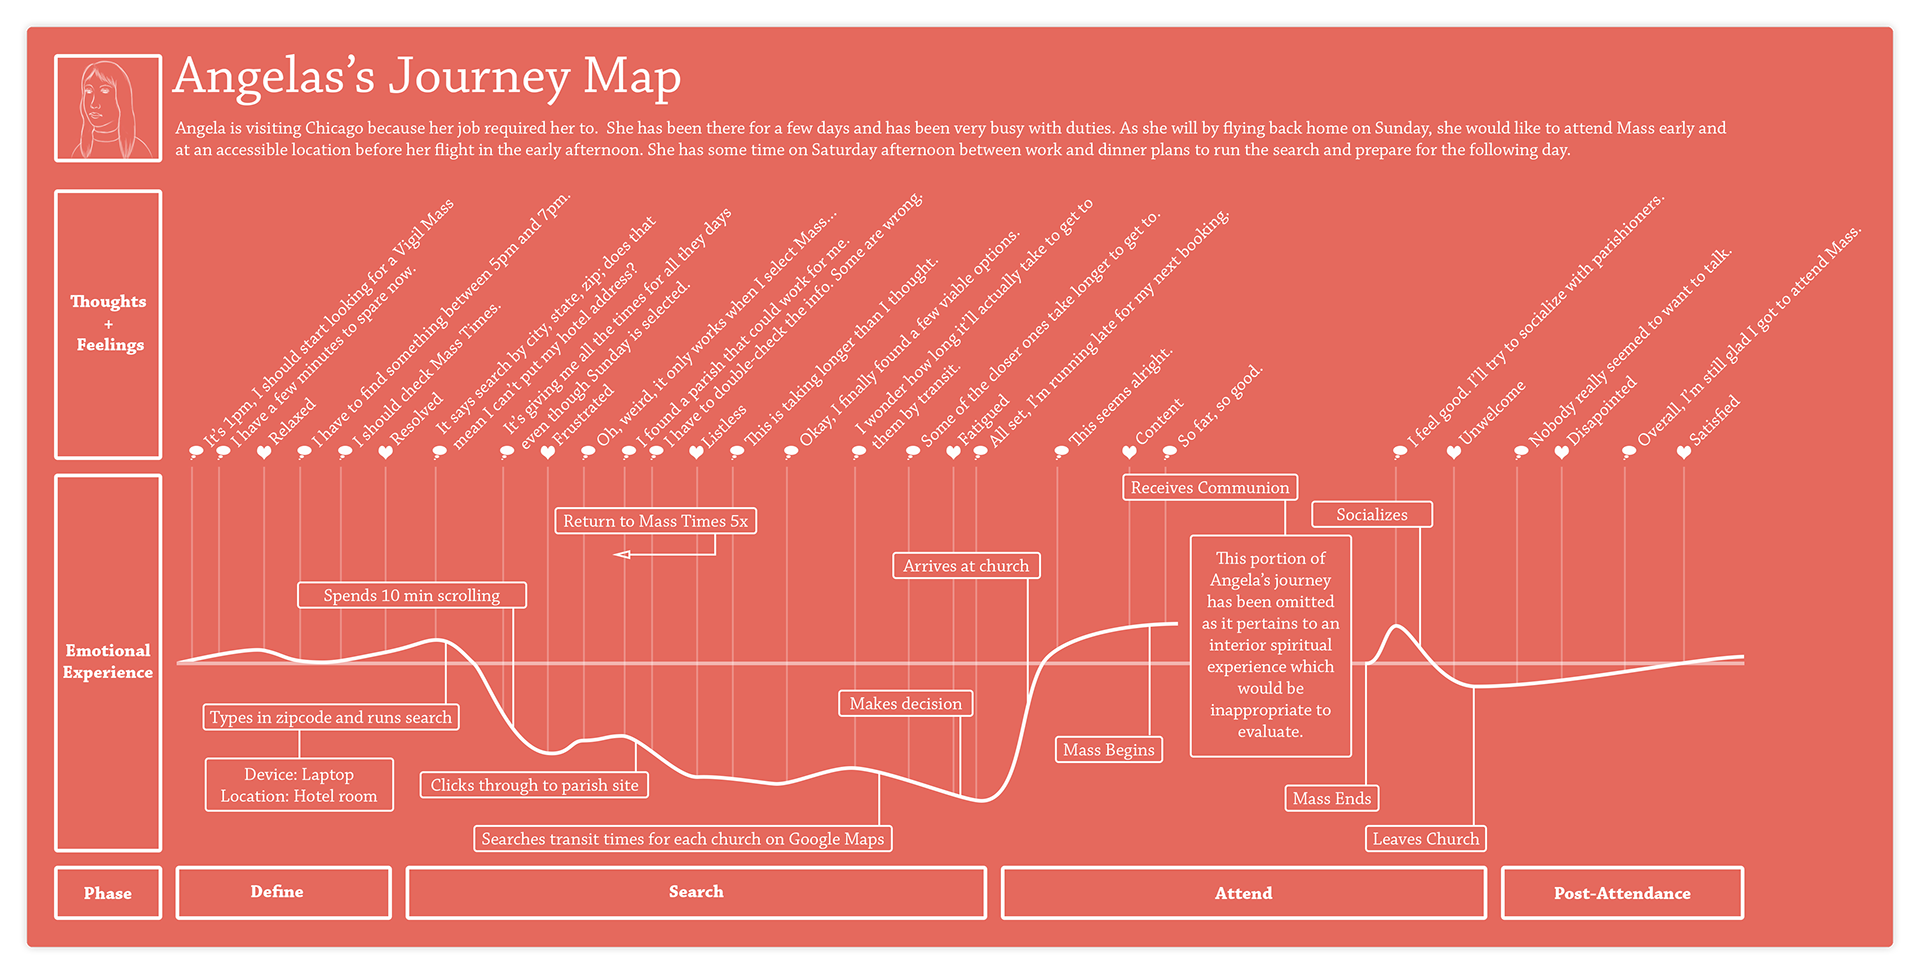 Angelas's Journey Map
Angela is visiting Chicago because her job required her to.  She has been there for a few days and has been very busy with duties. As she will by flying back home on Sunday, she would like to attend Mass early and
at an accessible location before her flight in the early afternoon. She has some time on Saturday afternoon between work and dinner plans to run the search and prepare for the following day.
Thoughts
+
Feelings
It's 1pm, I should start looking for a Vigil Mass
I have a few minutes to spare now.
Relaxed
I have to find something between 5pm and 7pm.
I should check Mass Times.
Resolved
It says search by city, state, zip; does that
mean I can't put my hotel address?
It's giving me all the times for all they days
even though Sunday is selected.
Frustrated
Oh, weird, it only works when I select Mass...
I found a parish that could work for me.
I have to double-check the info. Some are wrong.
Listless
This is taking longer than I thought.
Okay, I finally found a few viable options.
I wonder how long it'll actually take to get to
them by transit.
Some of the closer ones take longer to get to.
Fatigued
All set, I'm running late for my next booking.
This seems alright.
Content
So far, so good.
I feel good. I'll try to socialize with parishioners.
Unwelcome
Nobody really seemed to want to talk.
Disappointed
Overall, I'm still glad I got to attend Mass.
Satisfied
Emotional
Experience
Receives Communion
Socializes
Return to Mass Times 5x
Arrives at church
Spends 10 min scrolling
This portion of
Angela's journey
has been omitted
as it pertains to an
interior spiritual
experience which
would be
inappropriate to
evaluate.
Types in zipcode and runs search
Makes decision
Mass Begins
Device: Laptop
Location: Hotel room
Clicks through to parish site
Mass Ends
Searches transit times for each church on Google Maps
Leaves Church
Phase
Define
Search
Attend
Post-Attendance